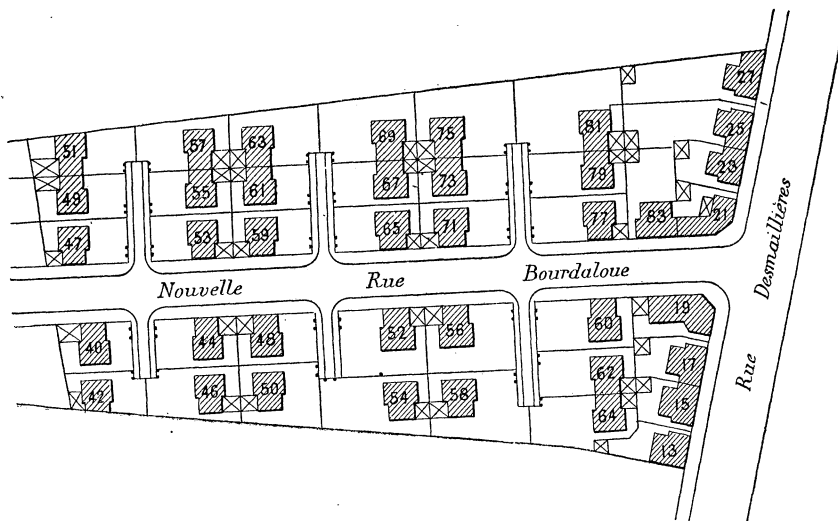 27
51 57 63 69 75 81 25
49 55 61 67 73 79 23
47 53 59 65 71 77 83 21
Nouvelle Rue Bourdaloue
Rue Desmaillières
40 44 48 52 56 60 19
42 46 50 54 58 62 17
64 15
13